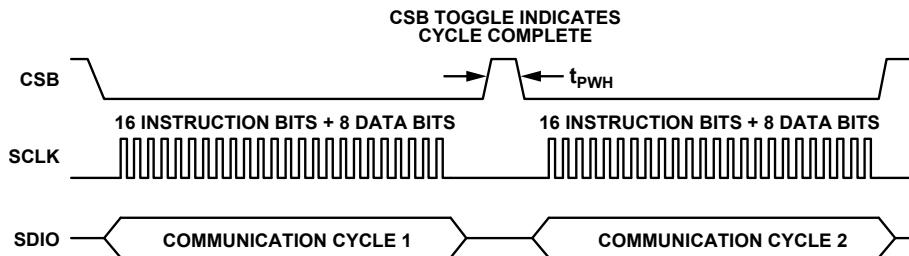 CSB TOGGLE INDICATES
CYCLE COMPLETE
CSB
tPWH
16 INSTRUCTION BITS + 8 DATA BITS
16 INSTRUCTION BITS + 8 DATA BITS
SCLK
SDIO
COMMUNICATION CYCLE 1
COMMUNICATION CYCLE 2